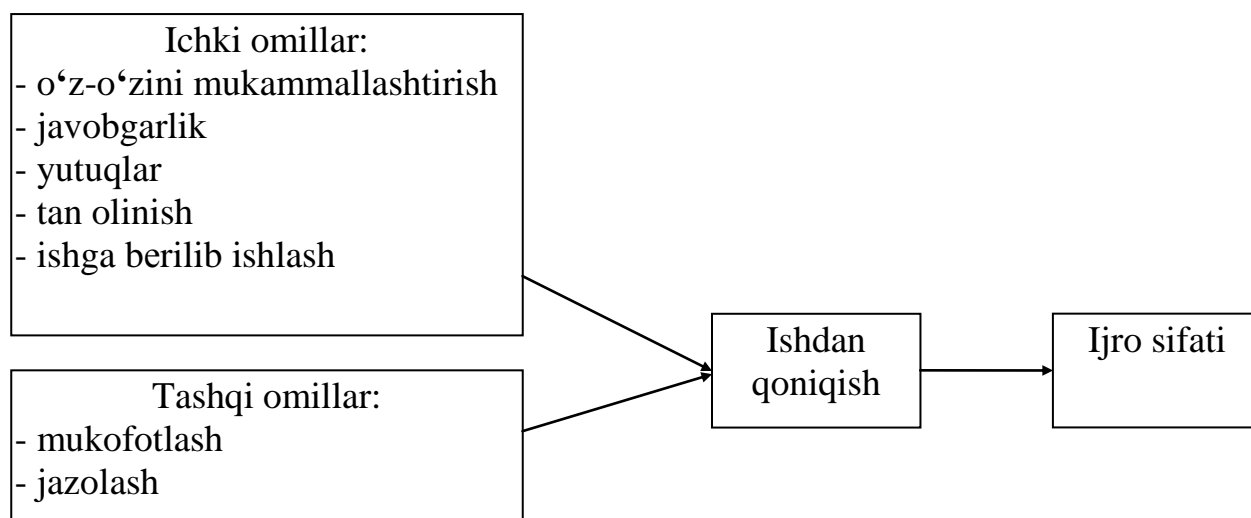 Ichki omillar:
- o‘z-o‘zini mukammallashtirish
- javobgarlik
- yutuqlar
- tan olinish
- ishga berilib ishlash
Tashqi omillar:
- mukofotlash
- jazolash
Ishdan
qoniqish
Ijro sifati